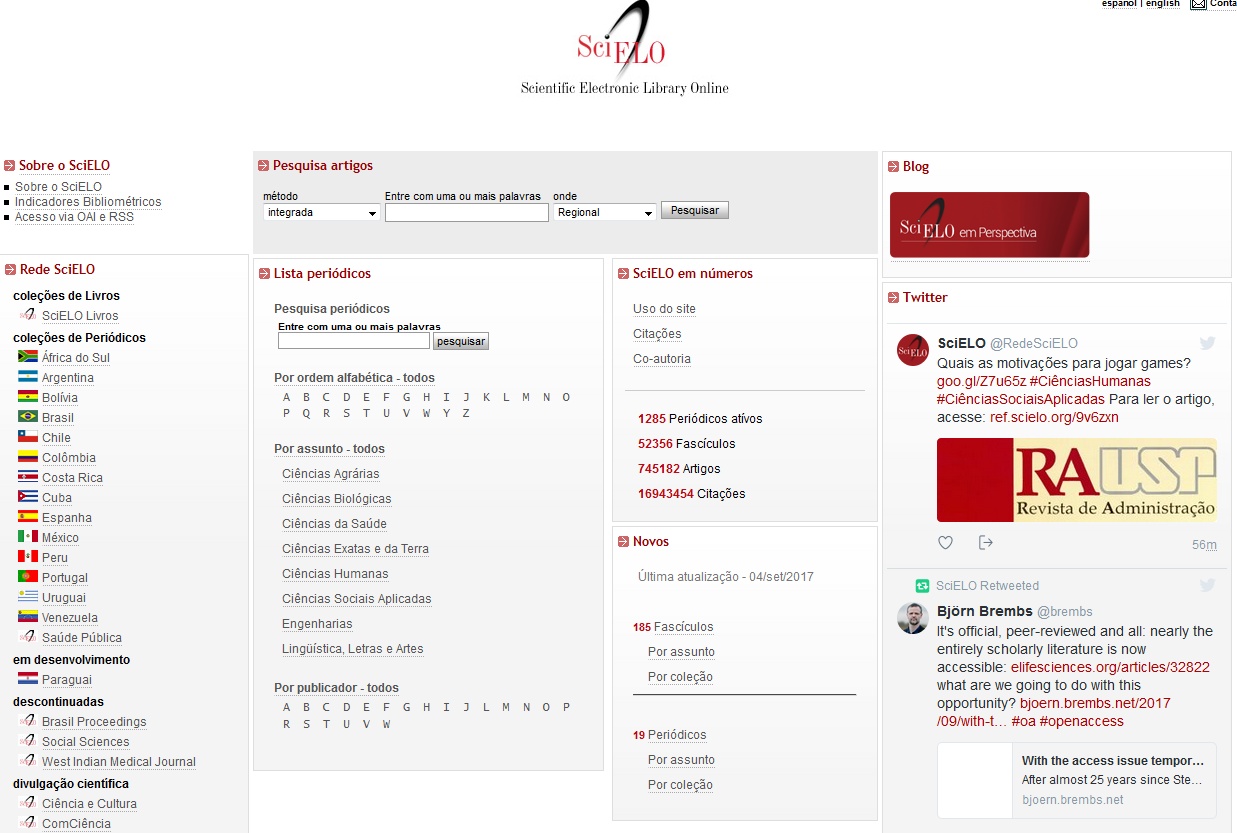 español | english Conta
SciELO
Scientific Electronic Library Online
Sobre o SciELO
Sobre o SciELO
Indicadores Bibliométricos
Acesso via OAI e RSS
Rede SciELO
coleções de Livros
SciELO Livros
coleções de Periódicos
África do Sul
Argentina
Bolívia
Brasil
Chile
Colômbia
Costa Rica
Cuba
Espanha
México
Peru
Portugal
Uruguai
Venezuela
Saúde Pública
em desenvolvimento
Paraguai
descontinuadas
Brasil Proceedings
Social Sciences
West Indian Medical Journal
divulgação científica
Ciência e Cultura
ComCiência
Pesquisa artigos
método Entre com uma ou mais palavras onde
integrada Regional Pesquisar
Lista periódicos
Pesquisa periódicos
Entre com uma ou mais palavras
pesquisar
Por ordem alfabética - todos
A B C D E F G H I J K L M N O
P Q R S T U V W Y Z
Por assunto - todos
Ciências Agrárias
Ciências Biológicas
Ciências da Saúde
Ciências Exatas e da Terra
Ciências Humanas
Ciências Sociais Aplicadas
Engenharias
Lingüística, Letras e Artes
Por publicador - todos
A B C D E F G H I J L M N O P
R S T U V W
SciELO em números
Uso do site
Citações
Co-autoria
1285 Periódicos atívos
52356 Fascículos
745182 Artigos
16943454 Citações
Novos
Última atualização - 04/set/2017
185 Fascículos
Por assunto
Por coleção
19 Periódicos
Por assunto
Por coleção
Blog
SciELO em Perspectiva
Twitter
SciELO
SciELO @RedeSciELO
Quais as motivações para jogar games?
goo.gl/Z7u65z #CiênciasHumanas
#CiênciasSociaisAplicadas Para ler o artigo,
acesse: ref.scielo.org/9v6zxn
RAUSP
Revista de Administração
56m
SciELO Retweeted
Björn Brembs @brembs
It's official, peer-reviewed and all: nearly the
entirely scholarly literature is now
accessible: elifesciences.org/articles/32822
what are we going to do with this
opportunity? bjoern.brembs.net/2017
/09/with-t… #oa #openaccess
With the access issue tempor...
After almost 25 years since Ste...
bjoern.brembs.net